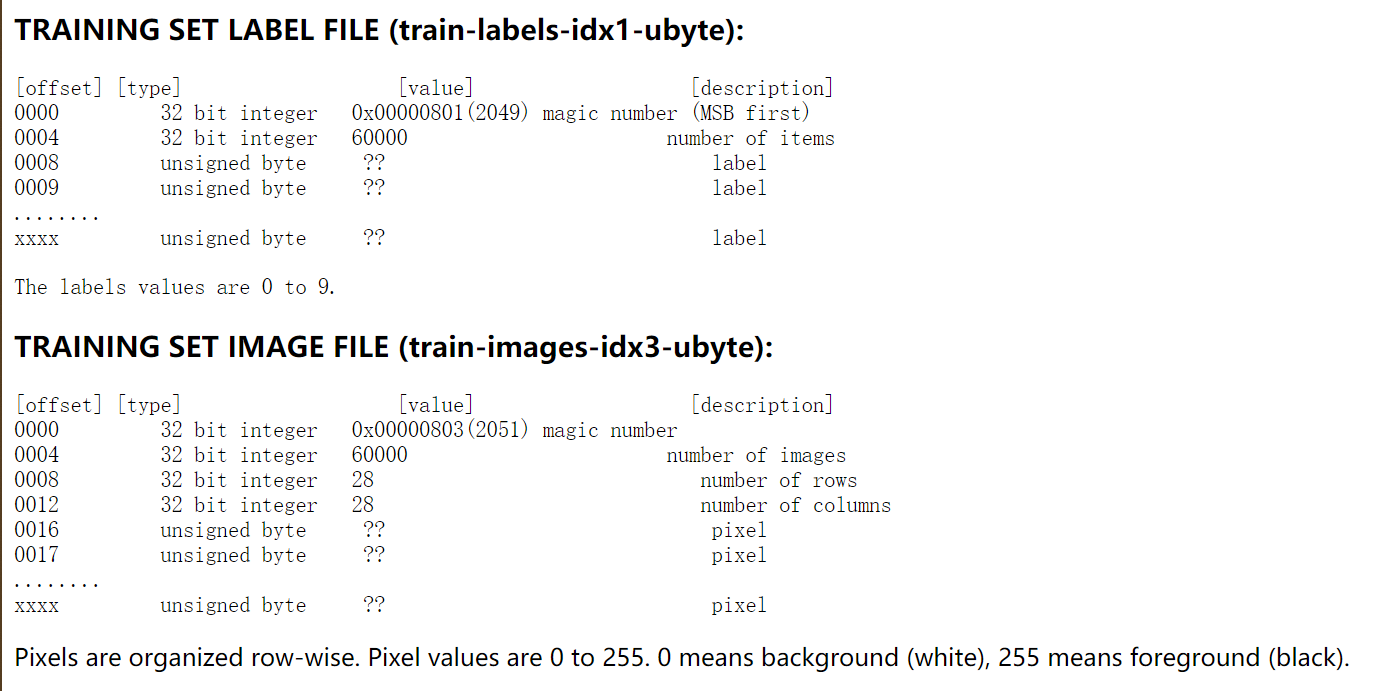 TRAINING SET LABEL FILE (train-labels-idx1-ubyte):
[offset] [type] [value] [description]
0000 32 bit integer 0x00000801(2049) magic number (MSB first)
0004 32 bit integer 60000 number of items
0008 unsigned byte ?? label
0009 unsigned byte ?? label
........
xxxx unsigned byte ?? label
The labels values are 0 to 9.
TRAINING SET IMAGE FILE (train-images-idx3-ubyte):
[offset] [type] [value] [description]
0000 32 bit integer 0x00000803(2051) magic number
0004 32 bit integer 60000 number of images
0008 32 bit integer 28 number of rows
0012 32 bit integer 28 number of columns
0016 unsigned byte ?? pixel
0017 unsigned byte ?? pixel
........
xxxx unsigned byte ?? pixel
Pixels are organized row-wise. Pixel values are 0 to 255. 0 means background (white), 255 means foreground (black).